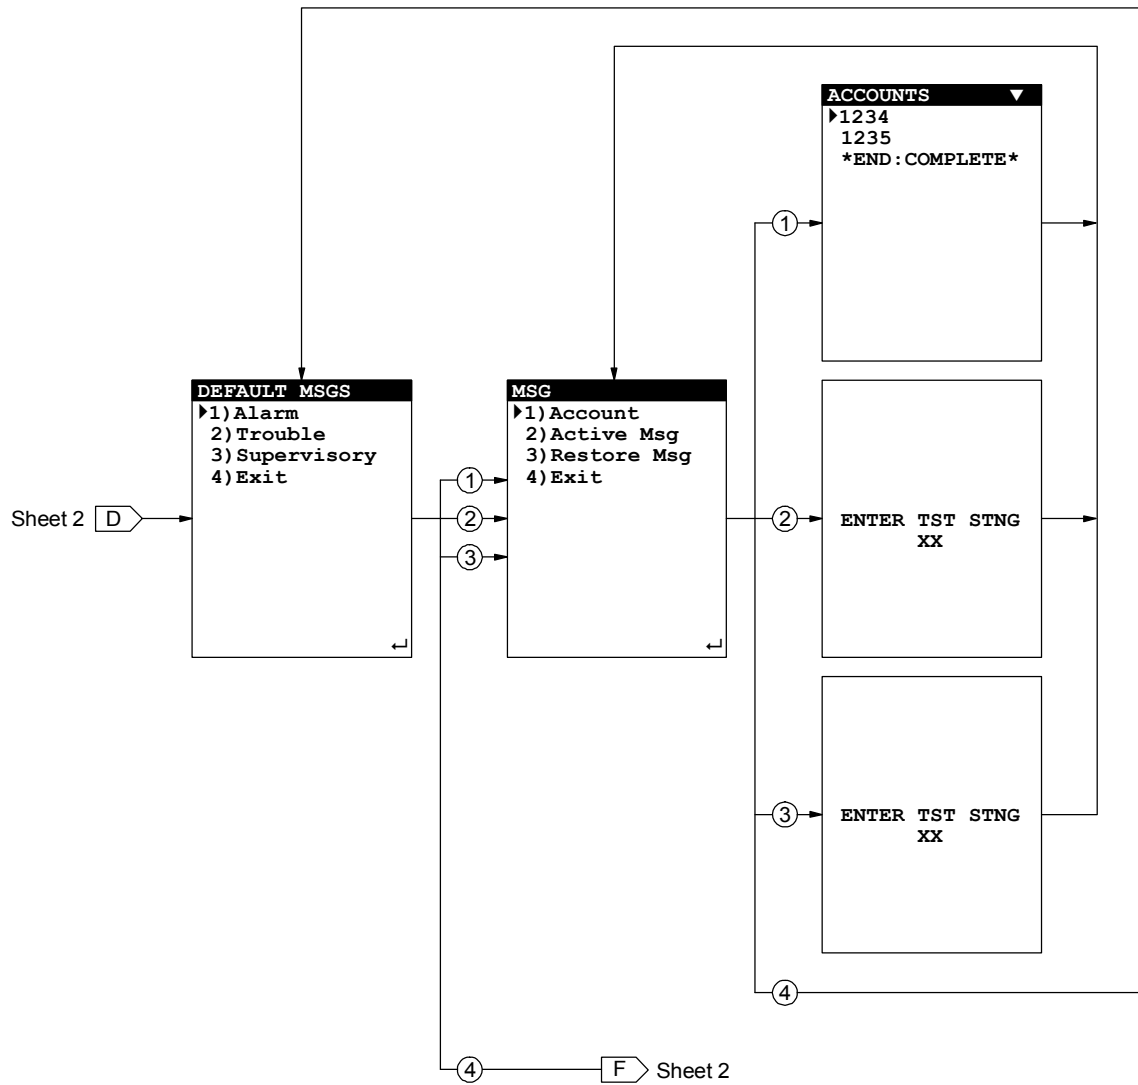 ACCOUNTS ▼
▶1234
1235
*END:COMPLETE*
1
DEFAULT MSGS
▶1)Alarm
2)Trouble
3)Supervisory
4)Exit
MSG
▶1)Account
2)Active Msg
3)Restore Msg
4)Exit
1
2
3
Sheet 2 D
2
ENTER TST STNG
XX
3
ENTER TST STNG
XX
4
4
F Sheet 2